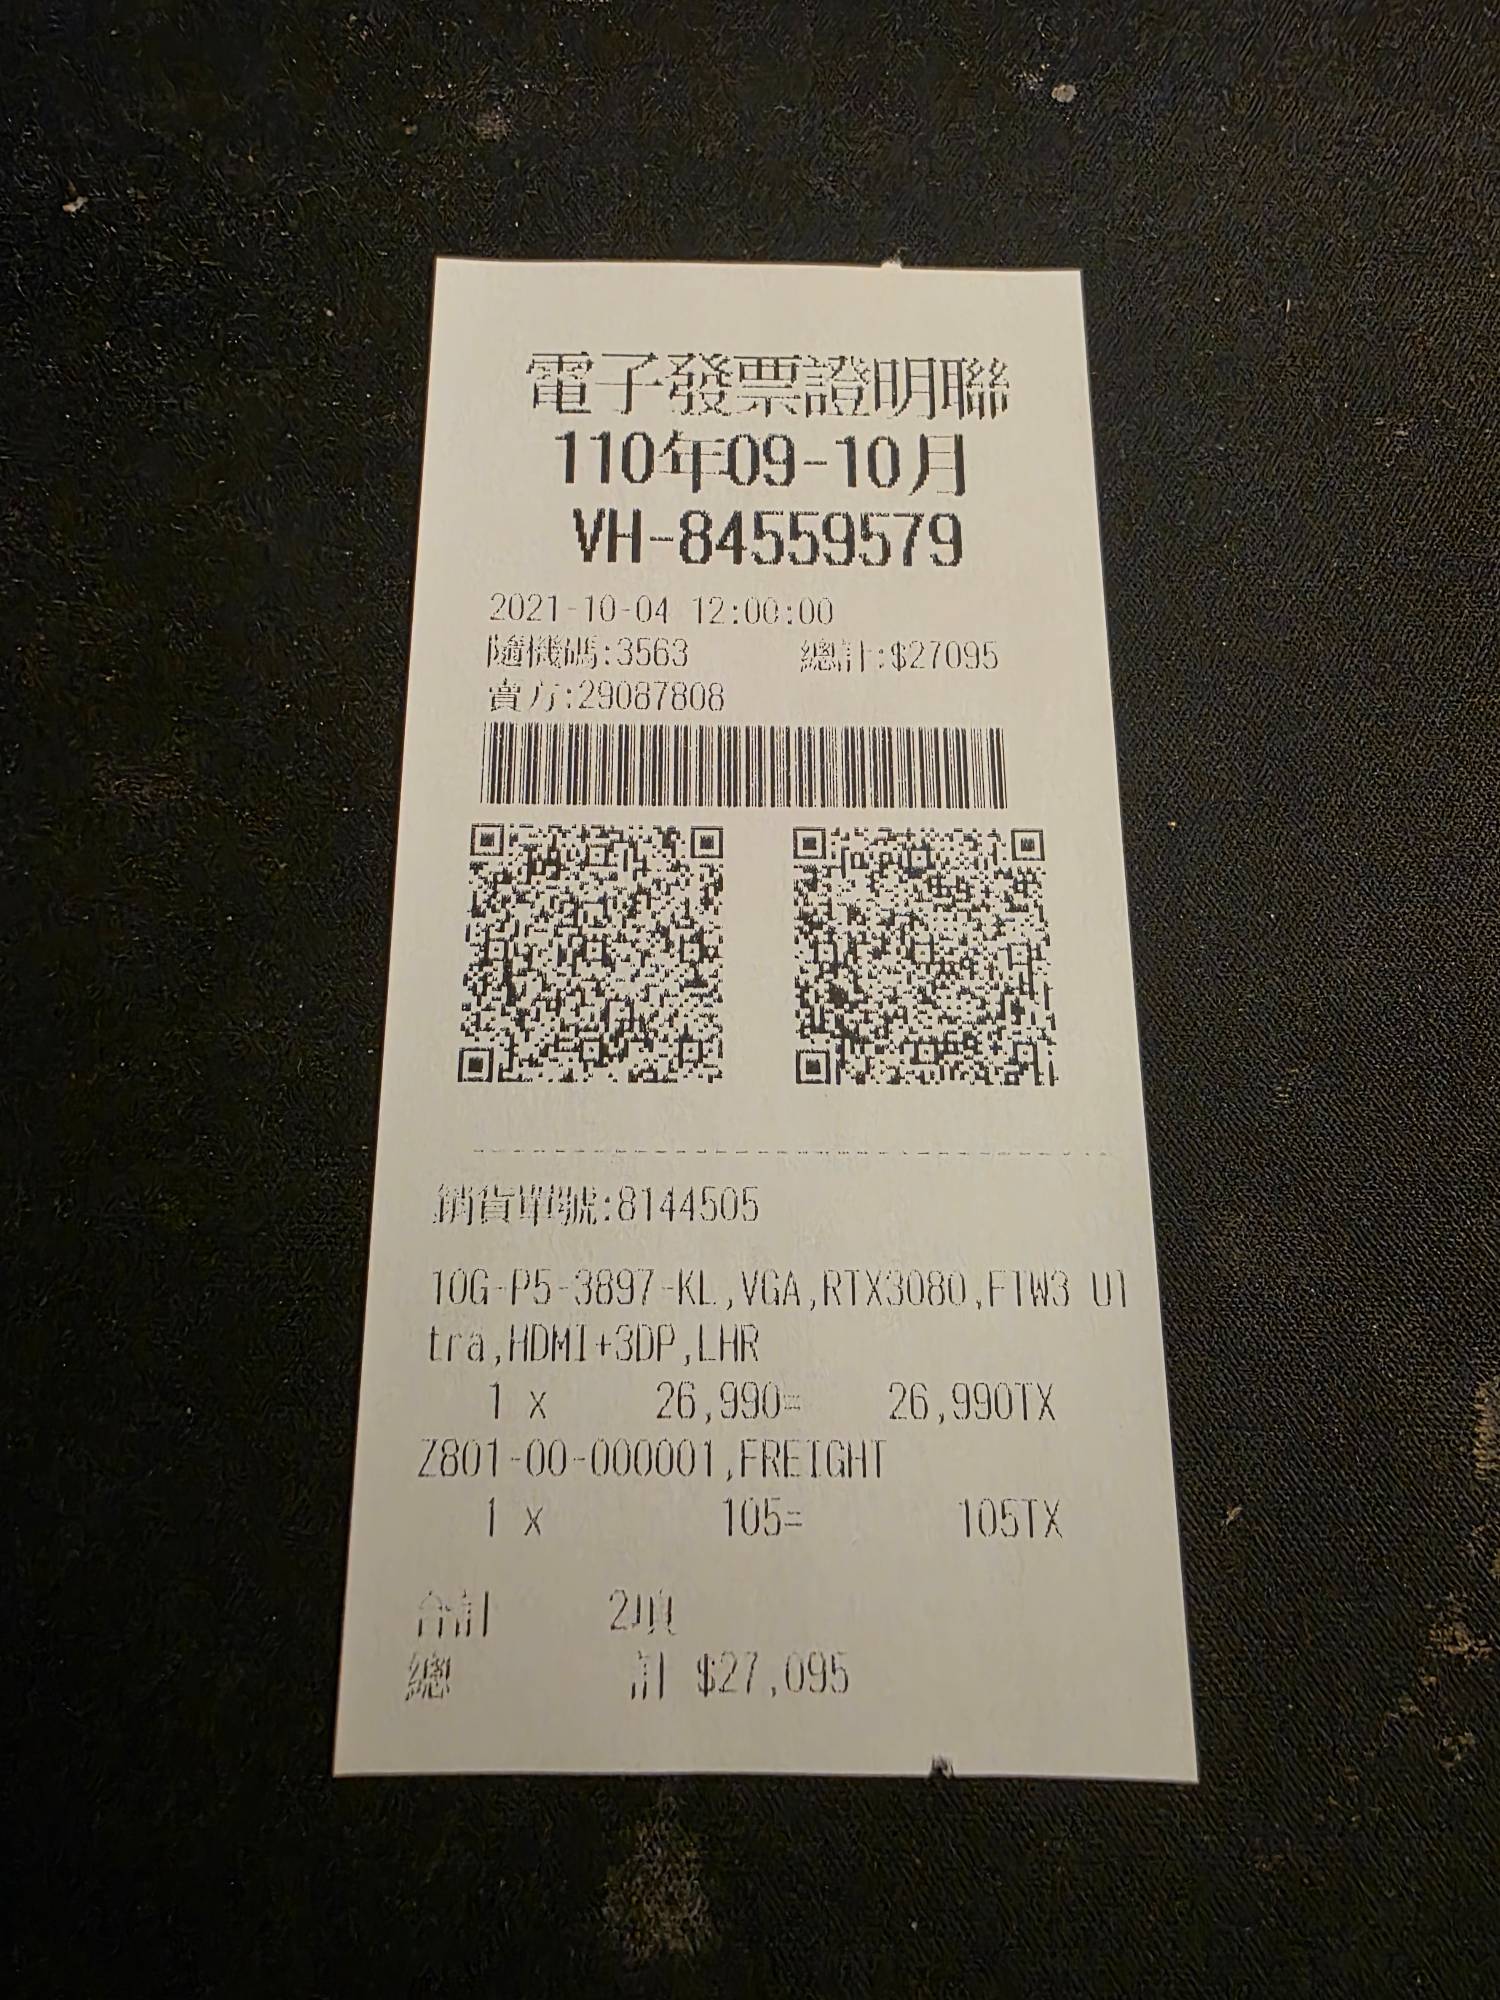 電子發票證明聯
110年09-10月
VH-84559579
2021-10-04 12:00:00
隨機碼:3563 總計:$27095
賣方:29087808
銷貨單號:8144505
10G-P5-3897-KL,VGA,RTX3080,FTW3 Ul
tra,HDMI+3DP,LHR
1 x 26,990= 26,990TX
Z801-00-000001,FREIGHT
1 x 105= 105TX
合計 2項
總 計 $27,095